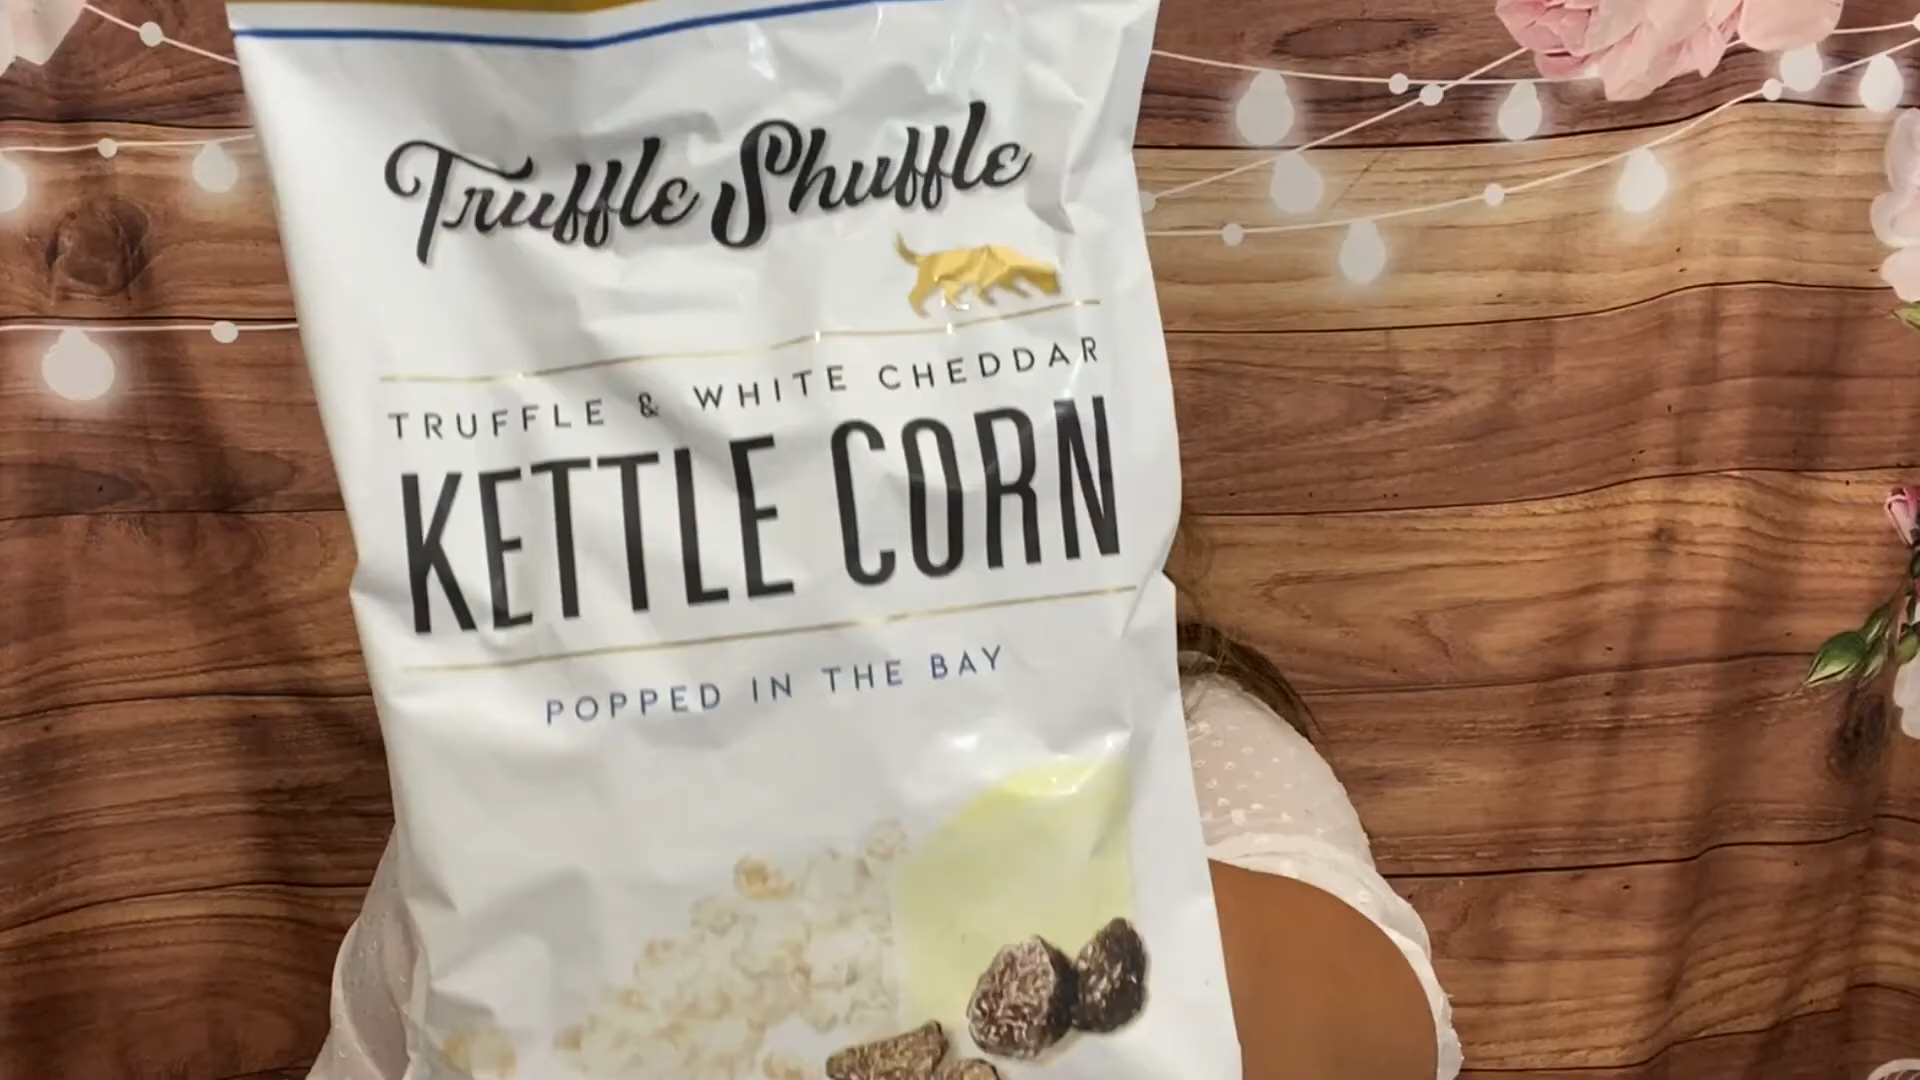 Truffle Shuffle
TRUFFLE & WHITE CHEDDAR
KETTLE CORN
POPPED IN THE BAY